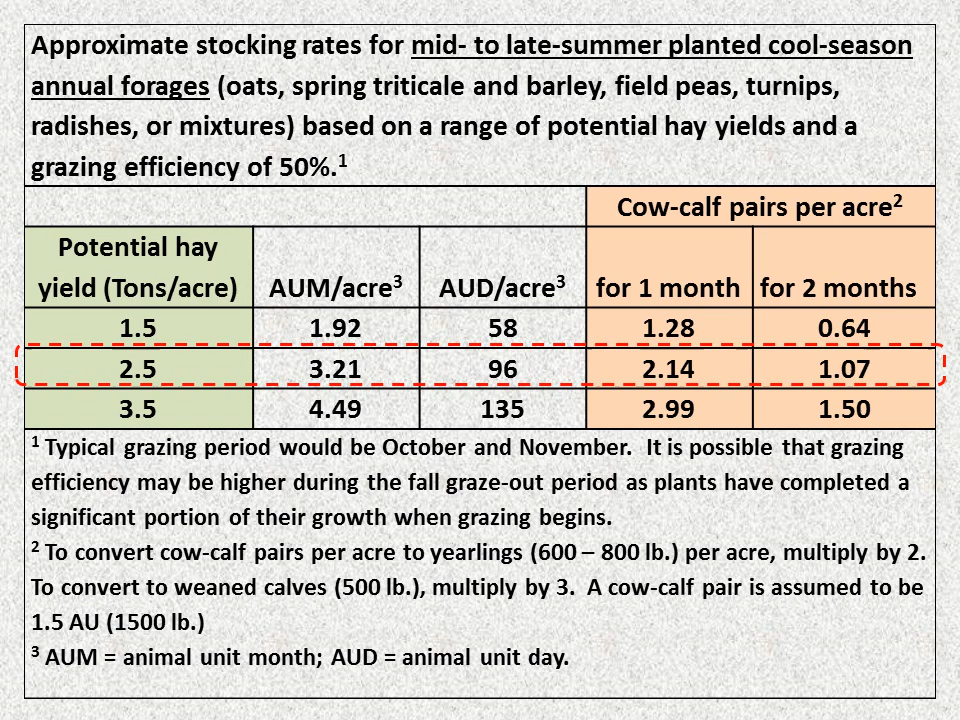 Approximate stocking rates for mid- to late-summer planted cool-season
annual forages (oats, spring triticale and barley, field peas, turnips,
radishes, or mixtures) based on a range of potential hay yields and a
grazing efficiency of 50%.1
Cow-calf pairs per acre2
Potential hay
yield (Tons/acre) AUM/acre3 AUD/acre3 for 1 month for 2 months
1.5 1.92 58 1.28 0.64
2.5 3.21 96 2.14 1.07
3.5 4.49 135 2.99 1.50
1 Typical grazing period would be October and November. It is possible that grazing
efficiency may be higher during the fall graze-out period as plants have completed a
significant portion of their growth when grazing begins.
2 To convert cow-calf pairs per acre to yearlings (600 – 800 lb.) per acre, multiply by 2.
To convert to weaned calves (500 lb.), multiply by 3. A cow-calf pair is assumed to be
1.5 AU (1500 lb.)
3 AUM = animal unit month; AUD = animal unit day.